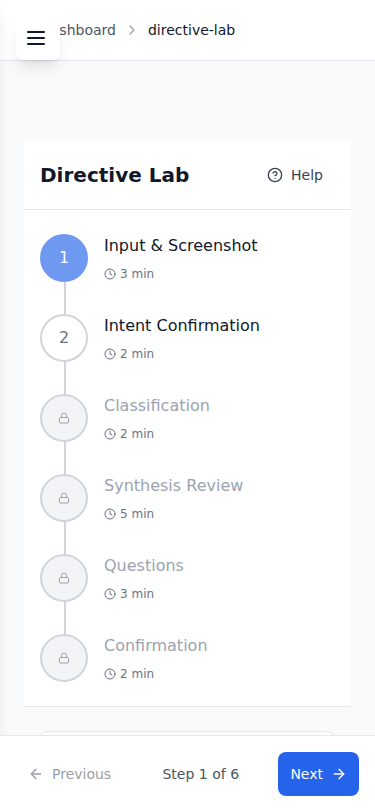 shboard > directive-lab
Directive Lab
Help
1
Input & Screenshot
3 min
2
Intent Confirmation
2 min
Classification
2 min
Synthesis Review
5 min
Questions
3 min
Confirmation
2 min
Previous
Step 1 of 6
Next